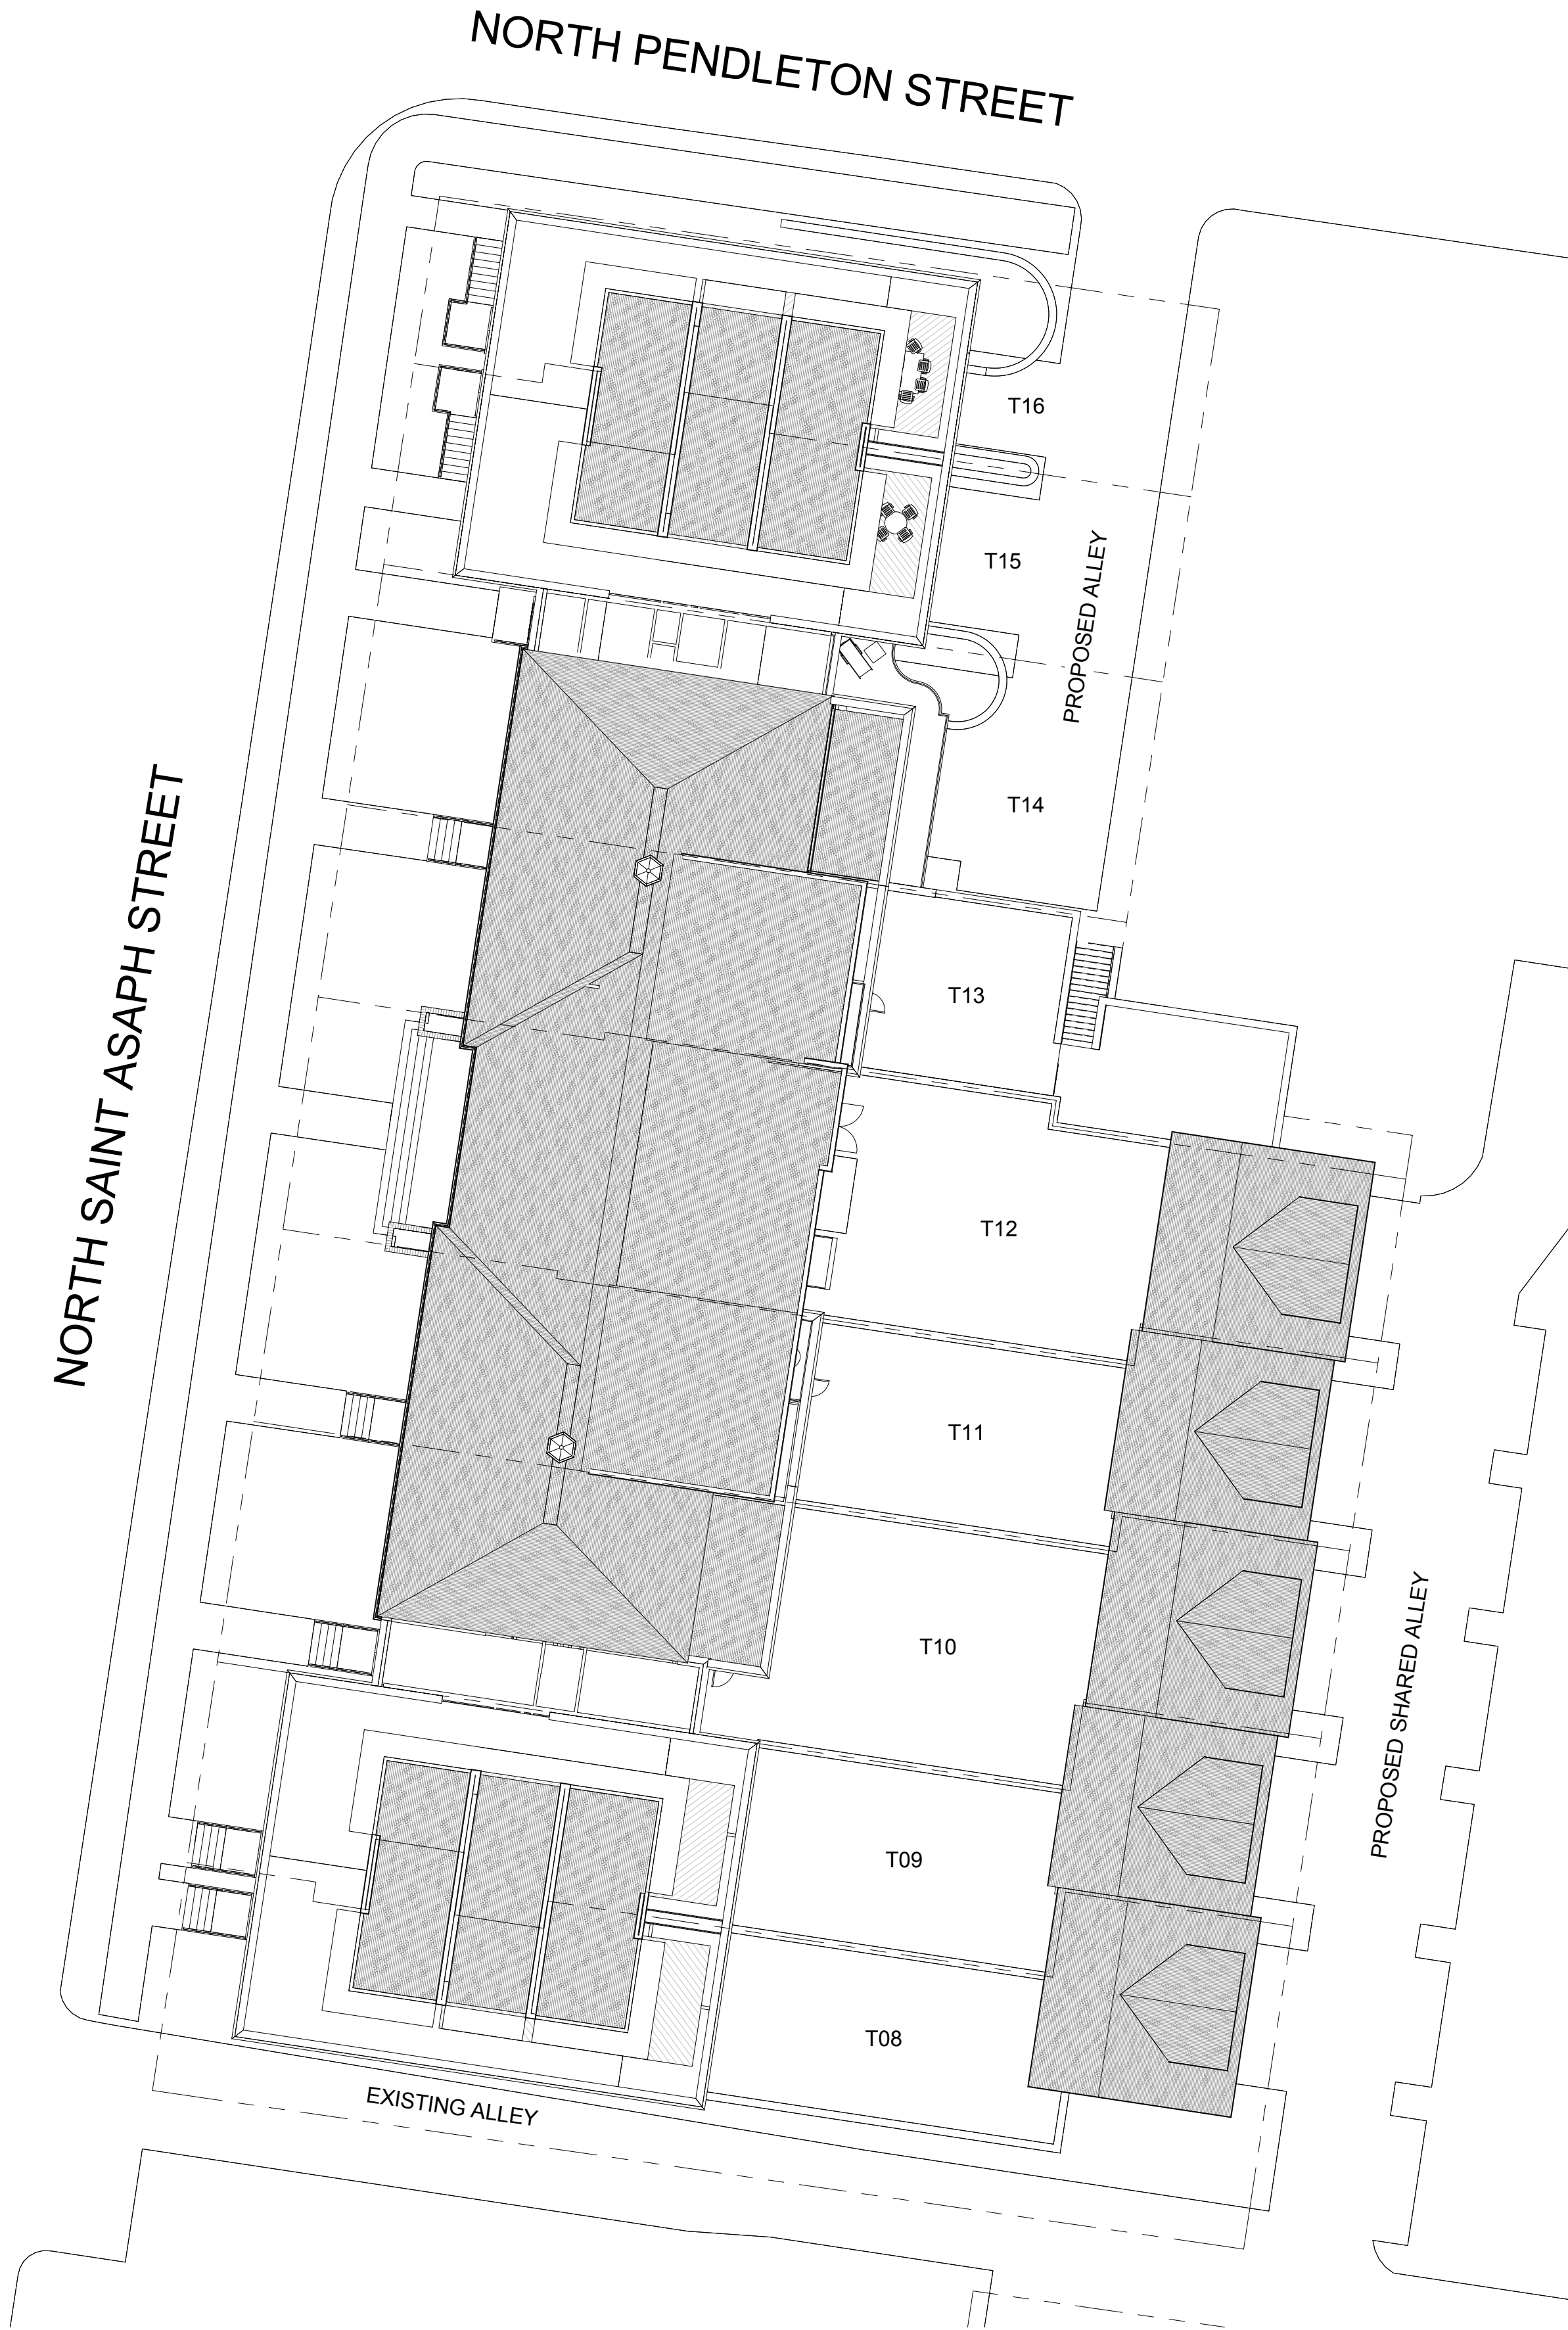 NORTH PENDLETON STREET
T16
T15
PROPOSED ALLEY
T14
NORTH SAINT ASAPH STREET
T13
T12
T11
T10
PROPOSED SHARED ALLEY
T09
T08
EXISTING ALLEY